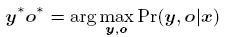 y*o* = arg max Pr(y, o|x)
y,o